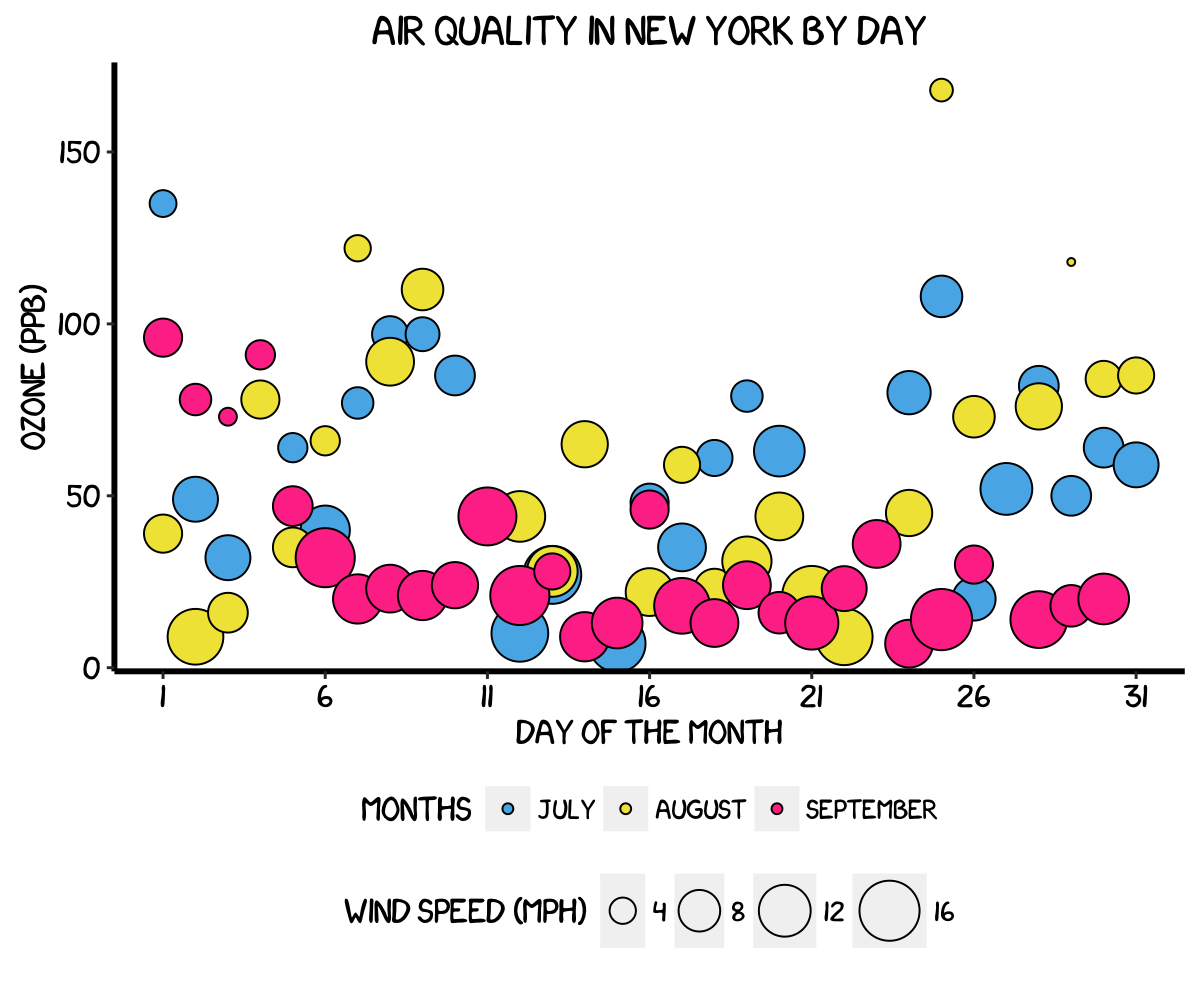 AIR QUALITY IN NEW YORK BY DAY
OZONE (PPB)
150
100
50
0
1 6 11 16 21 26 31
DAY OF THE MONTH
MONTHS JULY AUGUST SEPTEMBER
WIND SPEED (MPH) 4 8 12 16